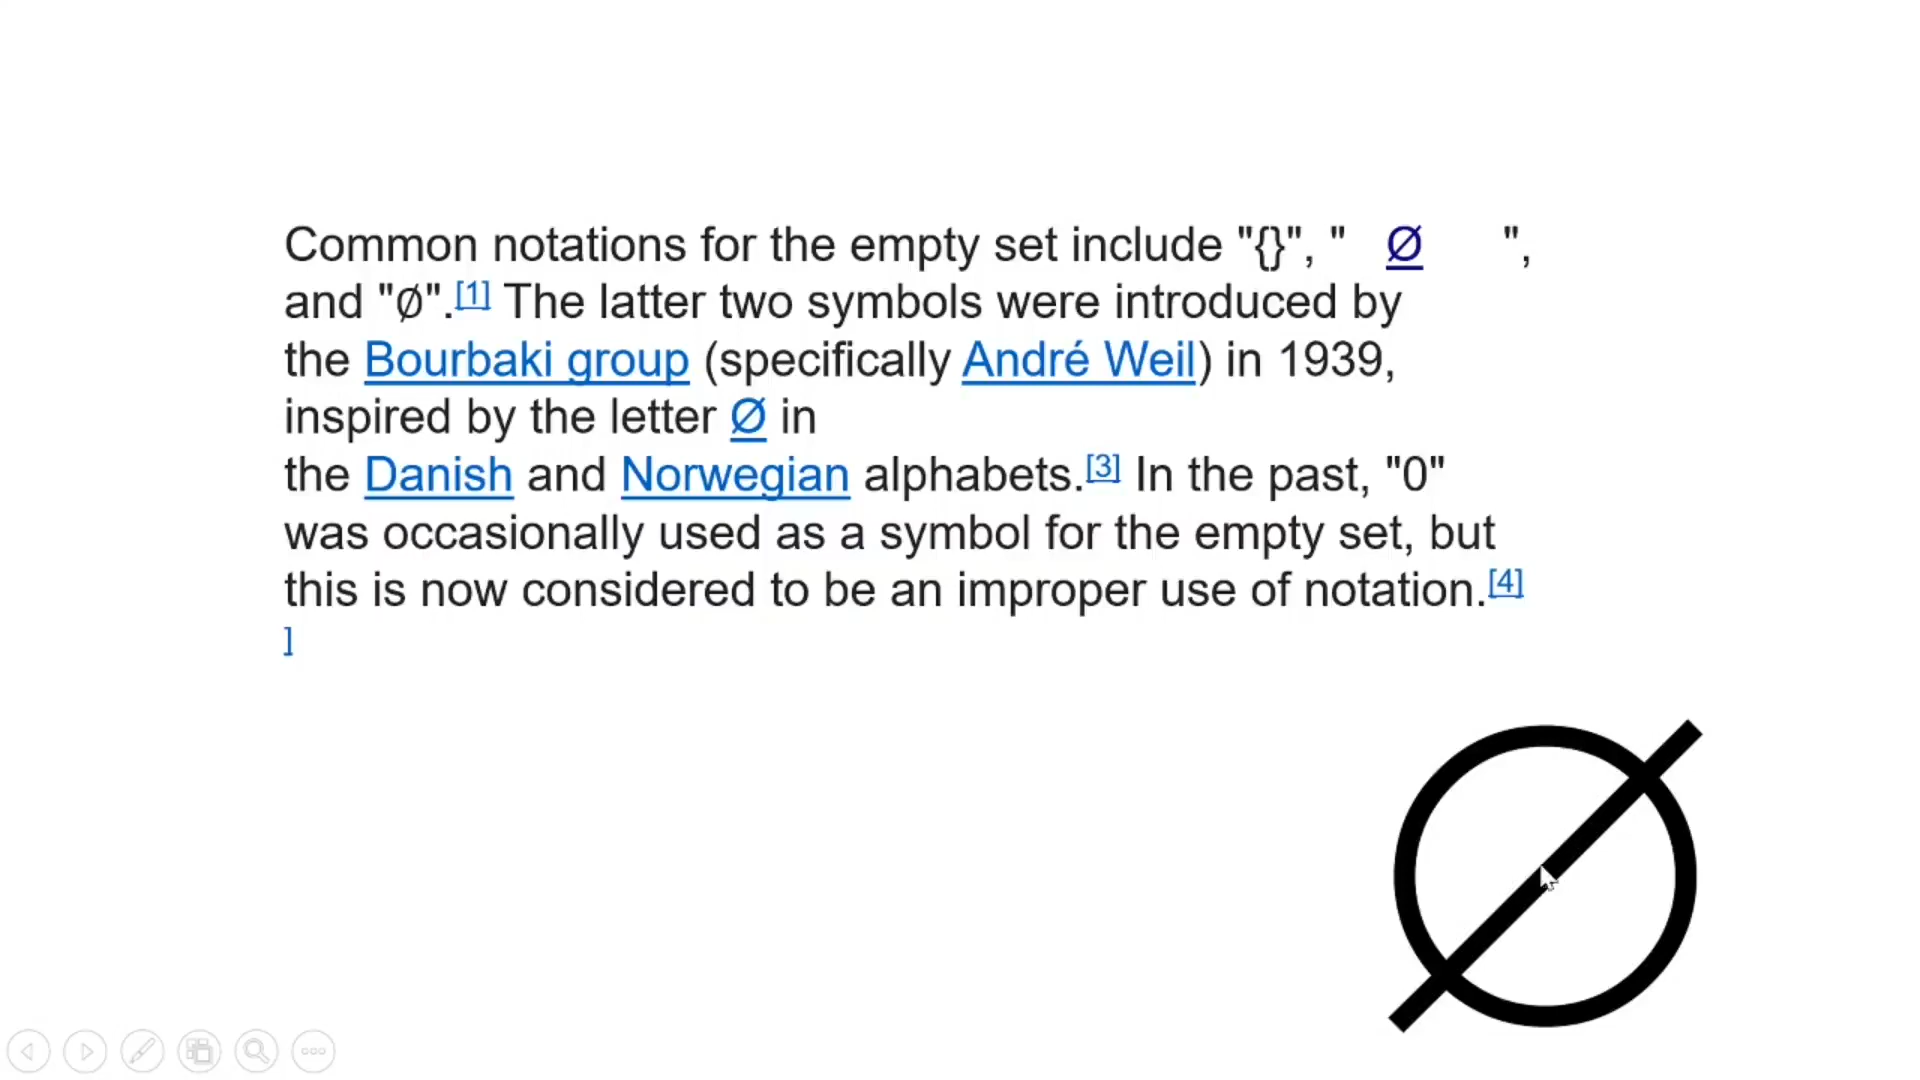 Common notations for the empty set include "{}", " Ø ",
and "∅".[1] The latter two symbols were introduced by
the Bourbaki group (specifically André Weil) in 1939,
inspired by the letter Ø in
the Danish and Norwegian alphabets.[3] In the past, "0"
was occasionally used as a symbol for the empty set, but
this is now considered to be an improper use of notation.[4]
]
∅